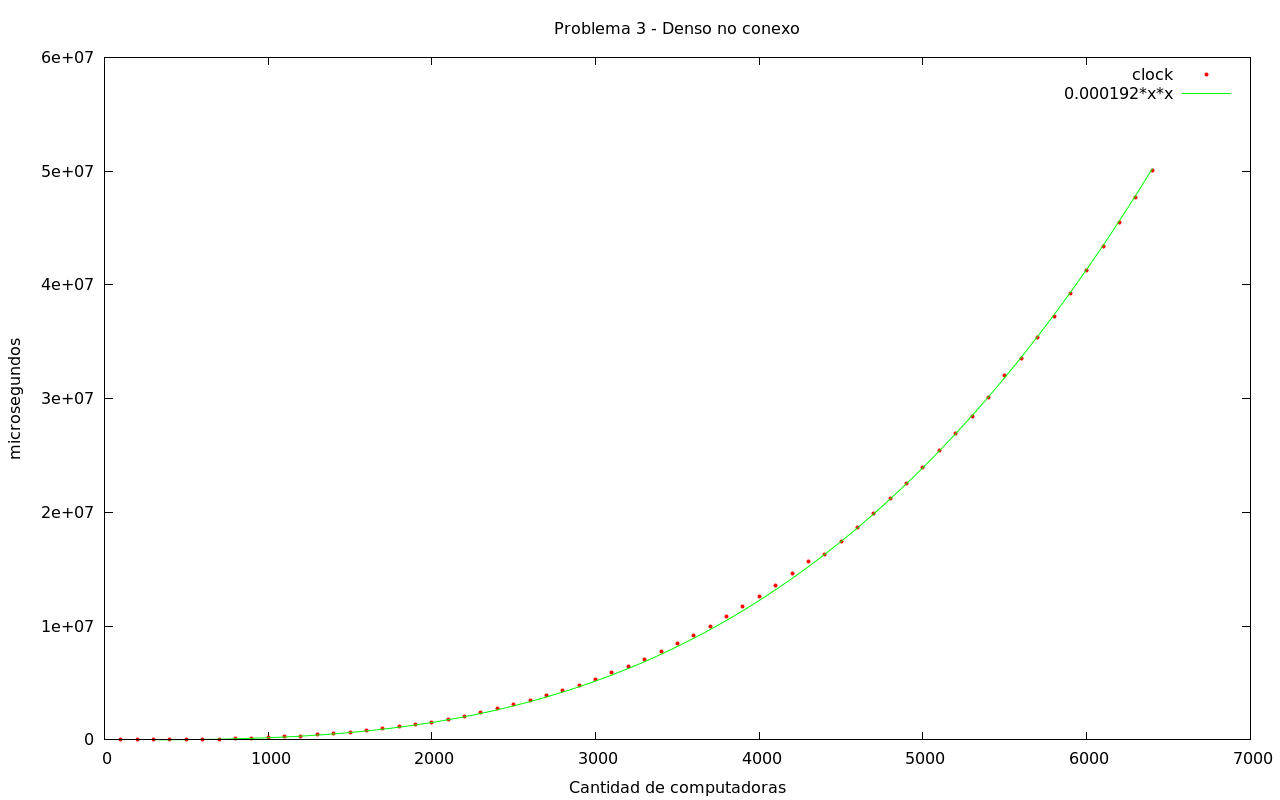 Problema 3 - Denso no conexo
6e+07
5e+07
4e+07
3e+07
2e+07
1e+07
0
microsegundos
clock
0.000192*x*x
0 1000 2000 3000 4000 5000 6000 7000
Cantidad de computadoras